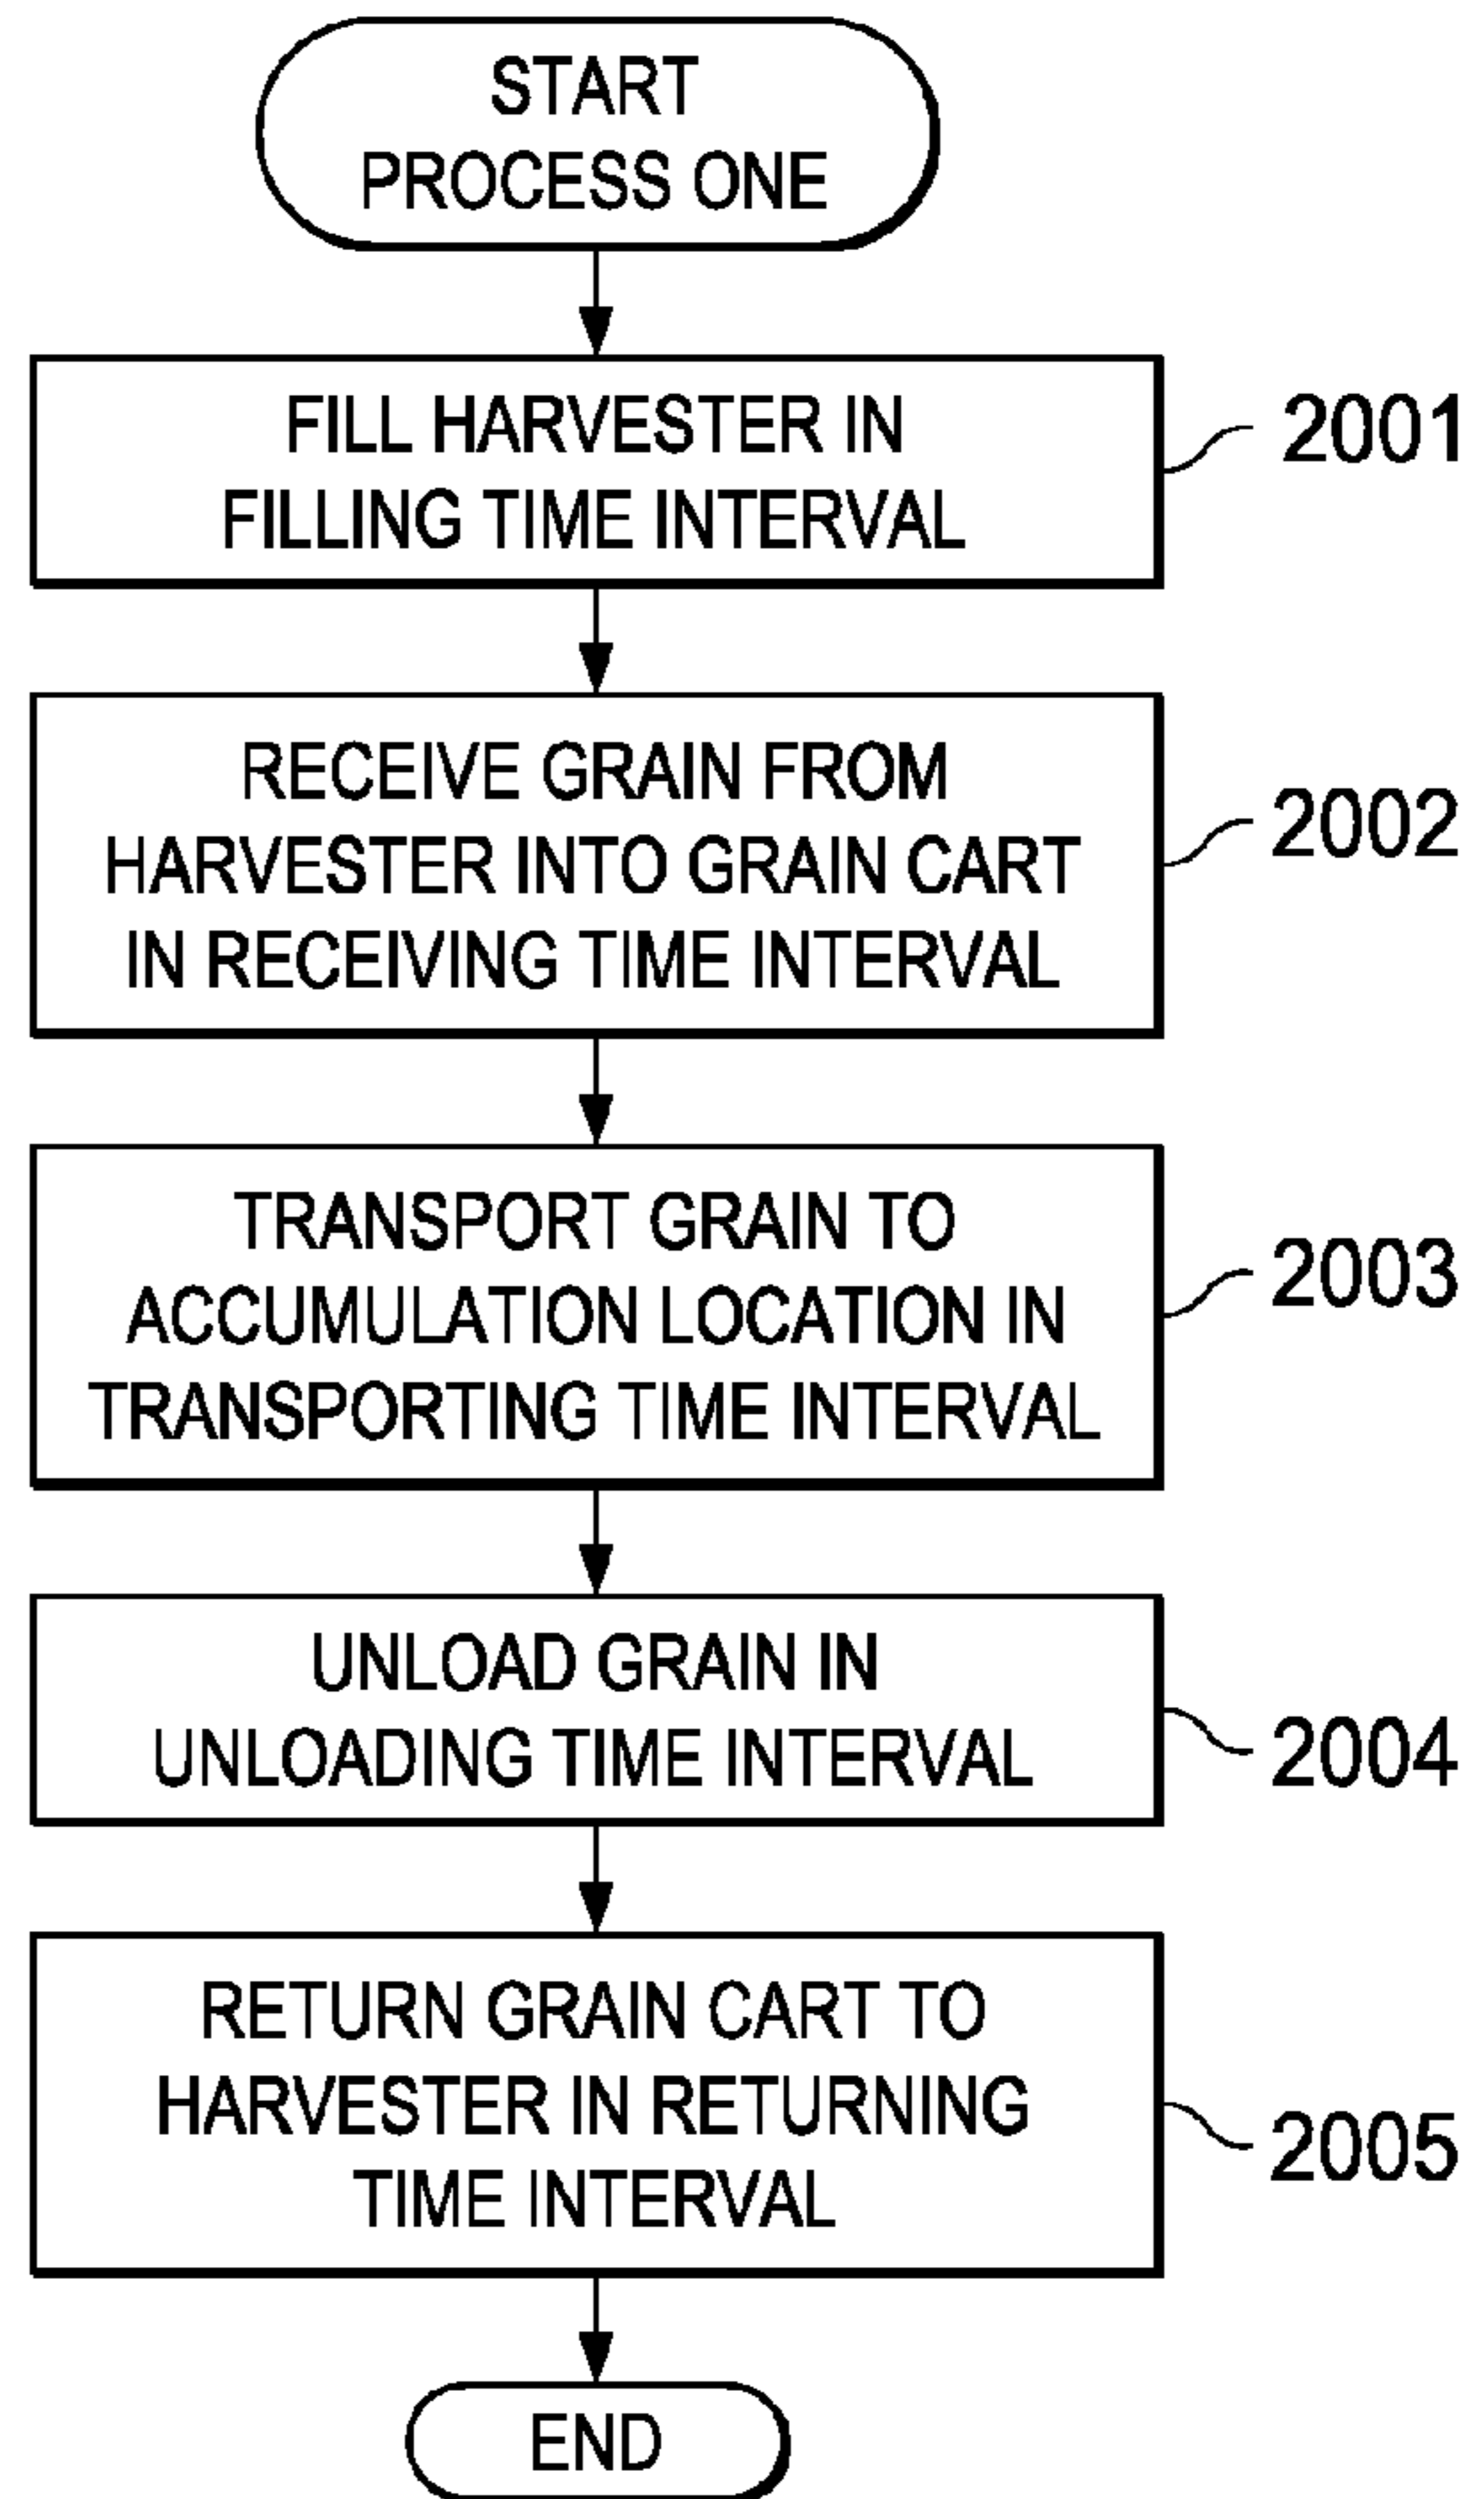 START
PROCESS ONE
FILL HARVESTER IN
FILLING TIME INTERVAL
2001
RECEIVE GRAIN FROM
HARVESTER INTO GRAIN CART
IN RECEIVING TIME INTERVAL
2002
TRANSPORT GRAIN TO
ACCUMULATION LOCATION IN
TRANSPORTING TIME INTERVAL
2003
UNLOAD GRAIN IN
UNLOADING TIME INTERVAL
2004
RETURN GRAIN CART TO
HARVESTER IN RETURNING
TIME INTERVAL
2005
END